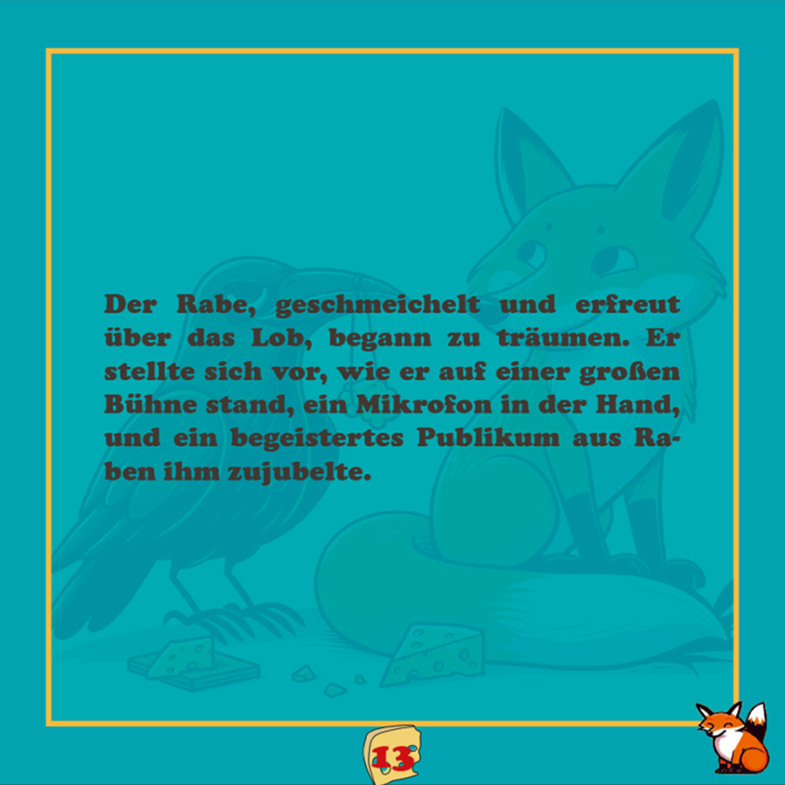 Der Rabe, geschmeichelt und erfreut
über das Lob, begann zu träumen. Er
stellte sich vor, wie er auf einer großen
Bühne stand, ein Mikrofon in der Hand,
und ein begeistertes Publikum aus Ra-
ben ihm zujubelte.
13